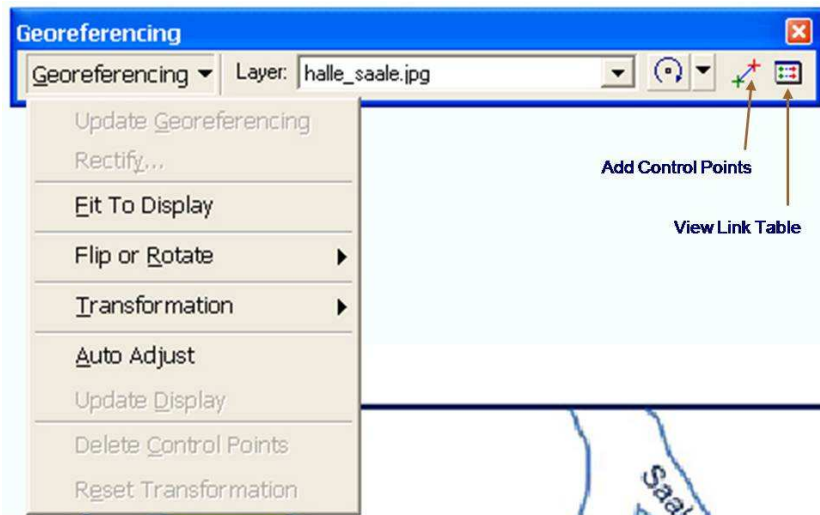 Georeferencing
Georeferencing Layer: halle_saale.jpg
Update Georeferencing
Rectify...
Add Control Points
Fit To Display
View Link Table
Flip or Rotate
Transformation
Auto Adjust
Update Display
Delete Control Points
Reset Transformation
Saal